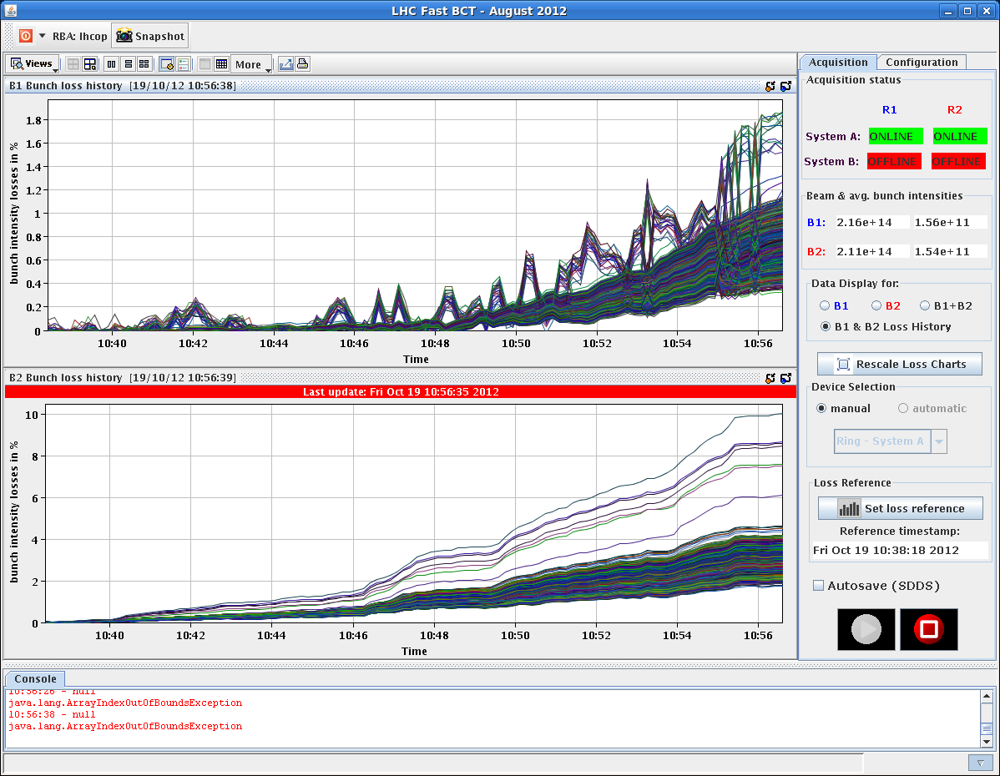 LHC Fast BCT - August 2012
RBA: lhcop
Snapshot
Views
More
B1 Bunch loss history [19/10/12 10:56:38]
bunch intensity losses in %
1.8
1.6
1.4
1.2
1
0.8
0.6
0.4
0.2
0
10:40 10:42 10:44 10:46 10:48 10:50 10:52 10:54 10:56
Time
B2 Bunch loss history [19/10/12 10:56:39]
Last update: Fri Oct 19 10:56:35 2012
bunch intensity losses in %
10
8
6
4
2
0
10:40 10:42 10:44 10:46 10:48 10:50 10:52 10:54 10:56
Time
Acquisition Configuration
Acquisition status
R1 R2
System A: ONLINE ONLINE
System B: OFFLINE OFFLINE
Beam & avg. bunch intensities
B1: 2.16e+14 1.56e+11
B2: 2.11e+14 1.54e+11
Data Display for:
B1 B2 B1+B2
B1 & B2 Loss History
Rescale Loss Charts
Device Selection
manual automatic
Ring - System A
Loss Reference
Set loss reference
Reference timestamp:
Fri Oct 19 10:38:18 2012
Autosave (SDDS)
Console
10:56:26 - null
java.lang.ArrayIndexOutOfBoundsException
10:56:38 - null
java.lang.ArrayIndexOutOfBoundsException